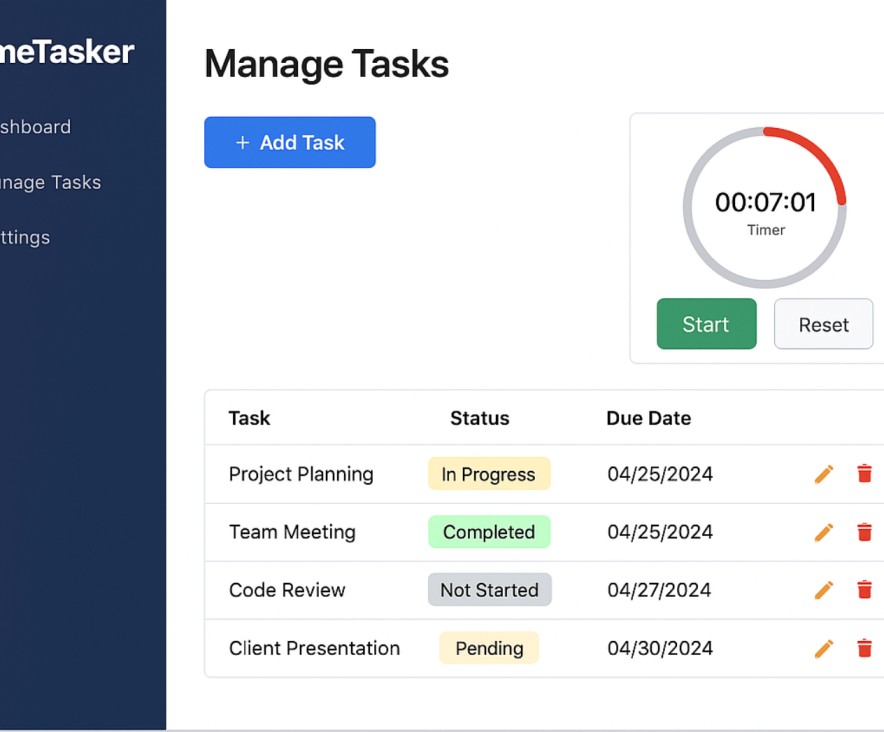 meTasker
shboard
nage Tasks
ttings
Manage Tasks
+ Add Task
00:07:01
Timer
Start
Reset
Task Status Due Date
Project Planning In Progress 04/25/2024
Team Meeting Completed 04/25/2024
Code Review Not Started 04/27/2024
Client Presentation Pending 04/30/2024